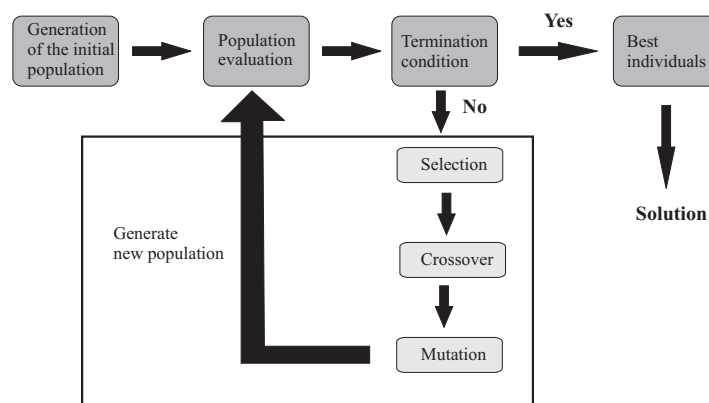 Generation
of the initial
population
Population
evaluation
Termination
condition
Yes
Best
individuals
No
Selection
Solution
Generate
new population
Crossover
Mutation